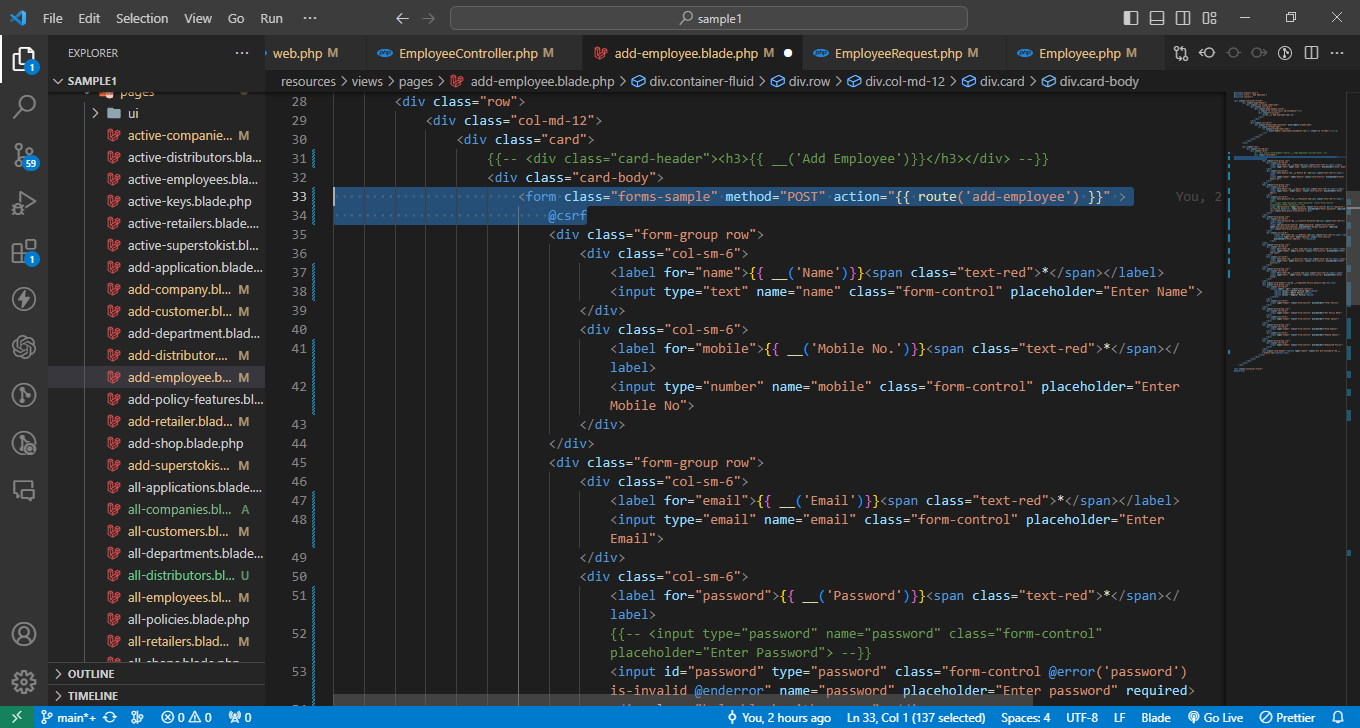 File Edit Selection View Go Run ··· sample1
EXPLORER ···
web.php M EmployeeController.php M add-employee.blade.php M EmployeeRequest.php M Employee.php M
SAMPLE1
resources > views > pages > add-employee.blade.php > div.container-fluid > div.row > div.col-md-12 > div.card > div.card-body
pages
ui
active-companie... M
active-distributors.bla...
active-employees.bla...
active-keys.blade.php
active-retailers.blade....
active-superstokist.bl...
add-application.blade...
add-company.bl... M
add-customer.bl... M
add-department.blad...
add-distributor.... M
add-employee.b... M
add-policy-features.bl...
add-retailer.blad... M
add-shop.blade.php
add-superstokis... M
all-applications.blade....
all-companies.bl... A
all-customers.bl... M
all-departments.blade...
all-distributors.bl... U
all-employees.bl... M
all-policies.blade.php
all-retailers.blad... M
OUTLINE
TIMELINE
1
59
1
28 <div class="row">
29 <div class="col-md-12">
30 <div class="card">
31 {{-- <div class="card-header"><h3>{{ __('Add Employee')}}</h3></div> --}}
32 <div class="card-body">
33 <form class="forms-sample" method="POST" action="{{ route('add-employee') }}" > You, 2
34 @csrf
35 <div class="form-group row">
36 <div class="col-sm-6">
37 <label for="name">{{ __('Name')}}<span class="text-red">*</span></label>
38 <input type="text" name="name" class="form-control" placeholder="Enter Name">
39 </div>
40 <div class="col-sm-6">
41 <label for="mobile">{{ __('Mobile No.')}}<span class="text-red">*</span></
label>
42 <input type="number" name="mobile" class="form-control" placeholder="Enter
Mobile No">
43 </div>
44 </div>
45 <div class="form-group row">
46 <div class="col-sm-6">
47 <label for="email">{{ __('Email')}}<span class="text-red">*</span></label>
48 <input type="email" name="email" class="form-control" placeholder="Enter
Email">
49 </div>
50 <div class="col-sm-6">
51 <label for="password">{{ __('Password')}}<span class="text-red">*</span></
label>
52 {{-- <input type="password" name="password" class="form-control"
placeholder="Enter Password"> --}}
53 <input id="password" type="password" class="form-control @error('password')
is-invalid @enderror" name="password" placeholder="Enter password" required>
main*+ 0 0 0 You, 2 hours ago Ln 33, Col 1 (137 selected) Spaces: 4 UTF-8 LF Blade Go Live Prettier